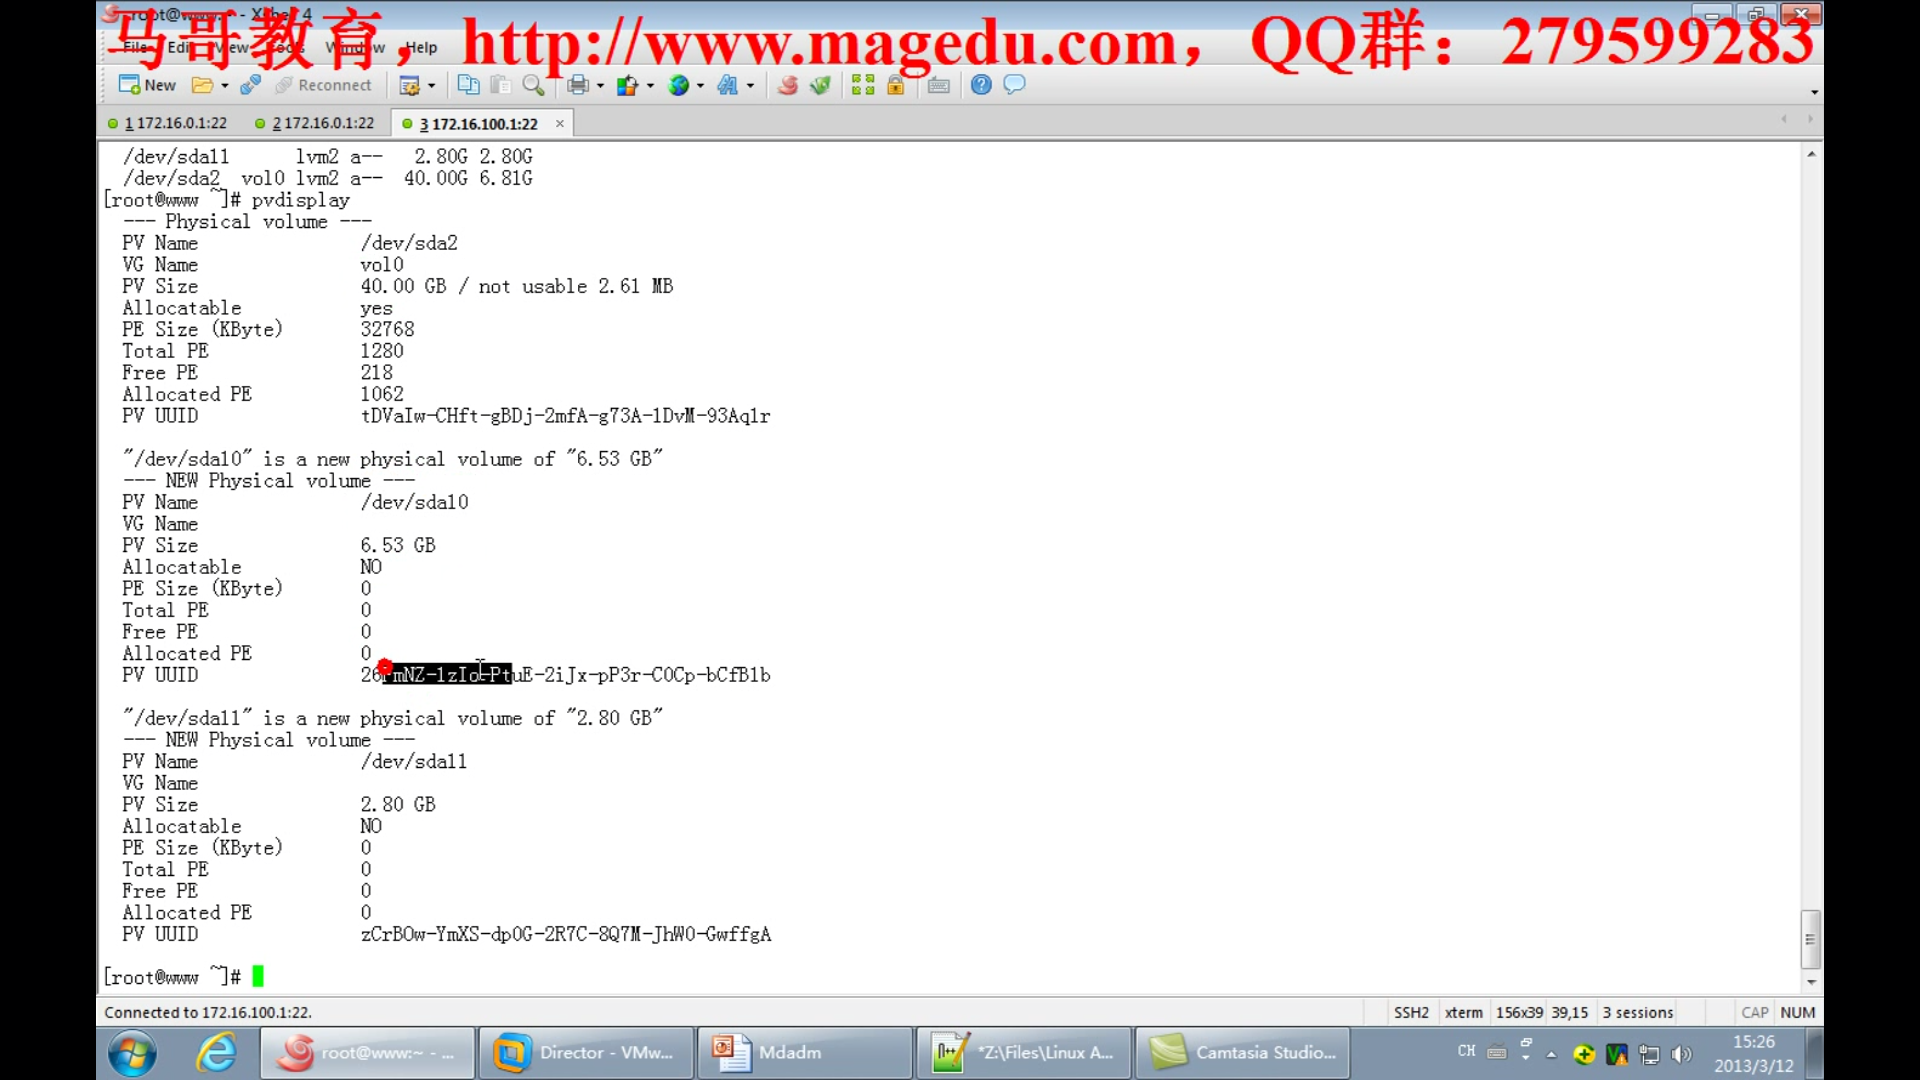 root@www:~ - Xshell 4
马哥教育，http://www.magedu.com，QQ群：279599283
File Edit View Tools Window Help
New Reconnect
1 172.16.0.1:22 2 172.16.0.1:22 3 172.16.100.1:22
/dev/sda11 lvm2 a-- 2.80G 2.80G
/dev/sda2 vol0 lvm2 a-- 40.00G 6.81G
[root@www ~]# pvdisplay
--- Physical volume ---
PV Name /dev/sda2
VG Name vol0
PV Size 40.00 GB / not usable 2.61 MB
Allocatable yes
PE Size (KByte) 32768
Total PE 1280
Free PE 218
Allocated PE 1062
PV UUID tDVaIw-CHft-gBDj-2mfA-g73A-1DvM-93Aq1r
"/dev/sda10" is a new physical volume of "6.53 GB"
--- NEW Physical volume ---
PV Name /dev/sda10
VG Name
PV Size 6.53 GB
Allocatable NO
PE Size (KByte) 0
Total PE 0
Free PE 0
Allocated PE 0
PV UUID -2iJx-pP3r-C0Cp-bCfB1b
"/dev/sda11" is a new physical volume of "2.80 GB"
--- NEW Physical volume ---
PV Name /dev/sda11
VG Name
PV Size 2.80 GB
Allocatable NO
PE Size (KByte) 0
Total PE 0
Free PE 0
Allocated PE 0
PV UUID zCrBOw-YmXS-dpOG-2R7C-8Q7M-JhWO-GwffgA
[root@www ~]#
Connected to 172.16.100.1:22. SSH2 xterm 156x39 39,15 3 sessions CAP NUM
root@www:~ - ... Director - VMw... Mdadm *Z:\Files\Linux A... Camtasia Studio... CH 15:26
2013/3/12